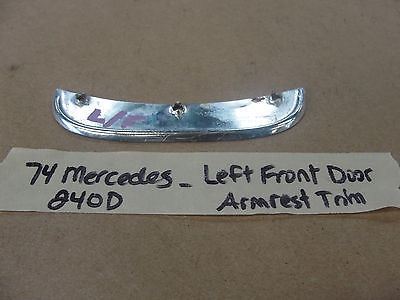 L/F
74 Mercedes - Left Front Door
240D Armrest Trim